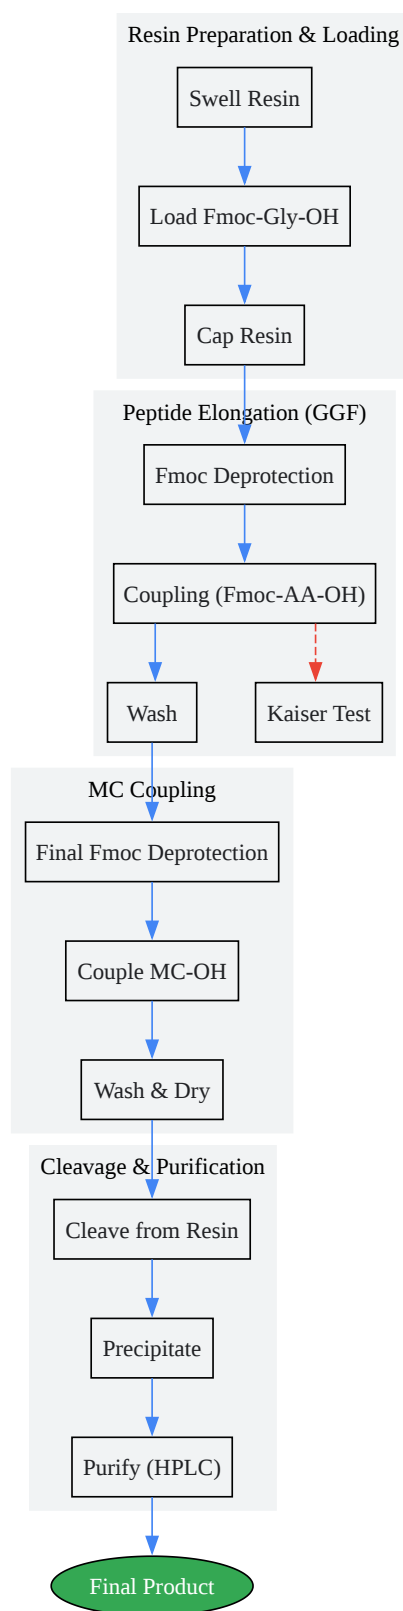 Resin Preparation & Loading
Swell Resin
Load Fmoc-Gly-OH
Cap Resin
Peptide Elongation (GGF)
Fmoc Deprotection
Coupling (Fmoc-AA-OH)
Wash
Kaiser Test
MC Coupling
Final Fmoc Deprotection
Couple MC-OH
Wash & Dry
Cleavage & Purification
Cleave from Resin
Precipitate
Purify (HPLC)
Final Product